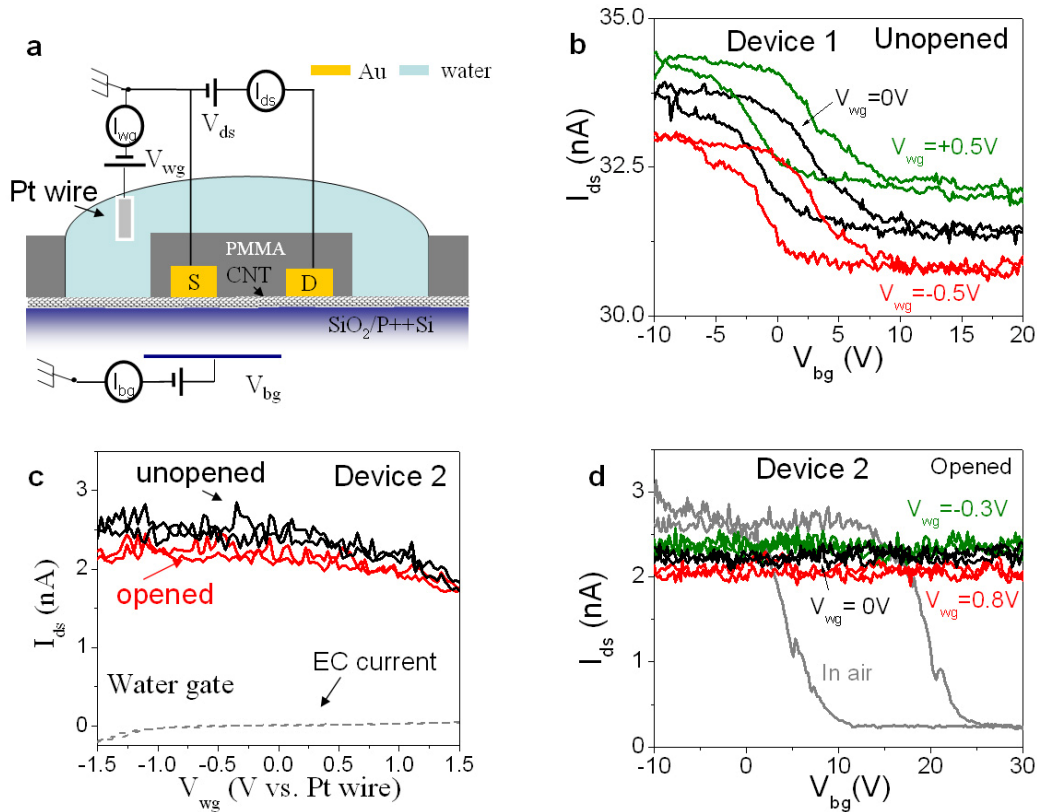 a
Au
water
I_ds
V_ds
I_wg
V_wg
Pt wire
PMMA
S
CNT
D
SiO₂/P++Si
I_bg
V_bg
b
Device 1
Unopened
V_wg=0V
V_wg=+0.5V
V_wg=-0.5V
35.0
32.5
30.0
I_ds (nA)
-10
-5
0
5
10
15
20
V_bg (V)
c
unopened
Device 2
opened
EC current
Water gate
3
2
1
0
I_ds (nA)
-1.5
-1.0
-0.5
0.0
0.5
1.0
1.5
V_wg (V vs. Pt wire)
d
Device 2
Opened
V_wg=-0.3V
V_wg=0V
V_wg=0.8V
In air
3
2
1
0
I_ds (nA)
-10
0
10
20
30
V_bg(V)